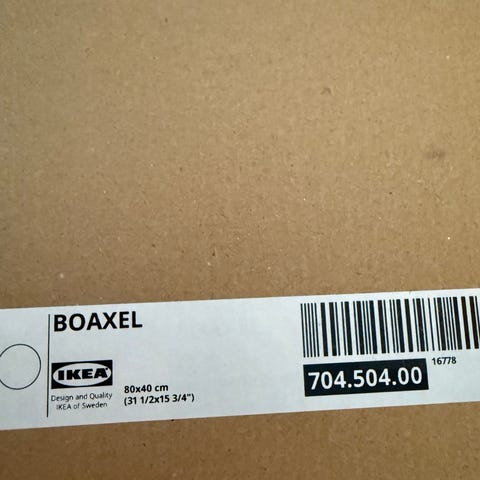 BOAXEL
IKEA
Design and Quality
IKEA of Sweden
80x40 cm
(31 1/2x15 3/4")
16778
704.504.00